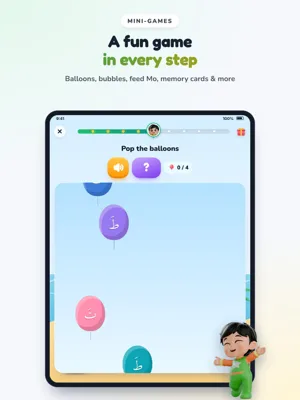 MINI-GAMES
A fun game
in every step
Balloons, bubbles, feed Mo, memory cards & more
9:41
100%
Pop the balloons
?
0 / 4
طَ
تَ
طَ